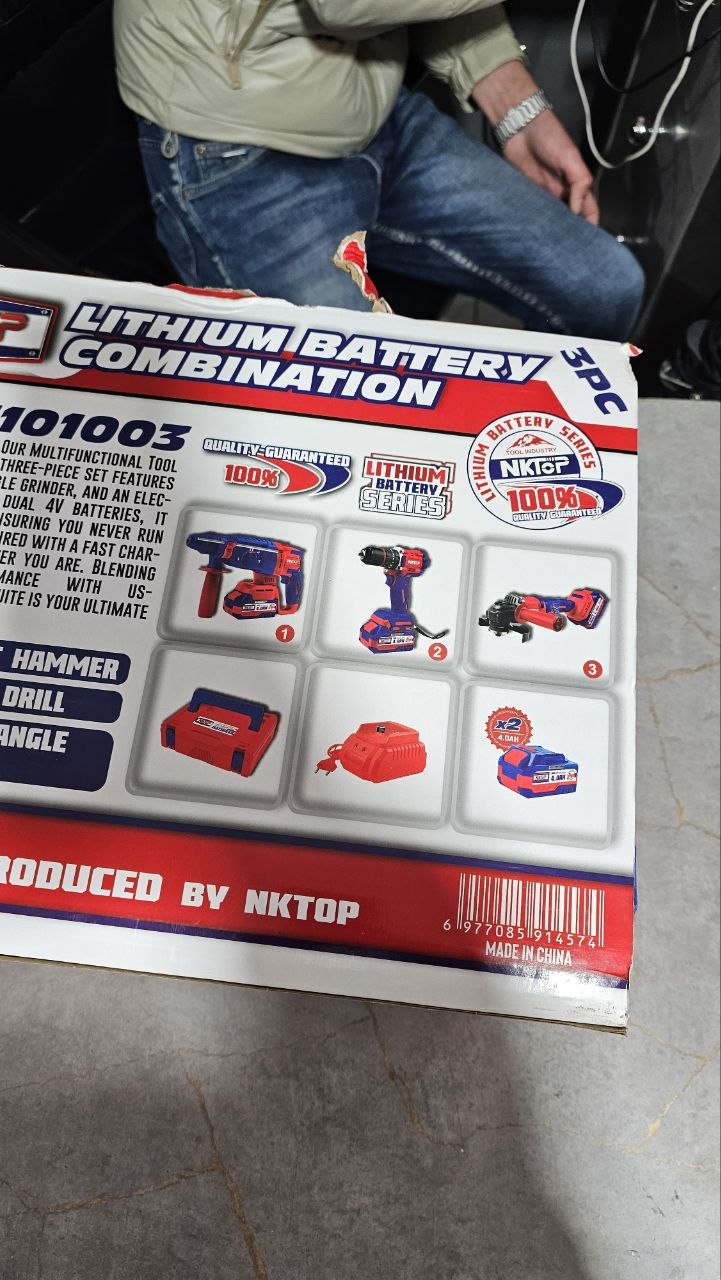 LITHIUM BATTERY
COMBINATION
3PC
101003
OUR MULTIFUNCTIONAL TOOL
THREE-PIECE SET FEATURES
LE GRINDER, AND AN ELEC-
DUAL 4V BATTERIES, IT
NSURING YOU NEVER RUN
IRED WITH A FAST CHAR-
ER YOU ARE. BLENDING
MANCE WITH US-
UITE IS YOUR ULTIMATE
QUALITY-GUARANTEED
100%
LITHIUM
BATTERY
SERIES
LITHIUM BATTERY SERIES
TOOL INDUSTRY
NKTOP
100%
QUALITY GUARANTEED
1
2
3
HAMMER
DRILL
ANGLE
x2
4.0AH
4.0AH
RODUCED BY NKTOP
6 977085 914574
MADE IN CHINA